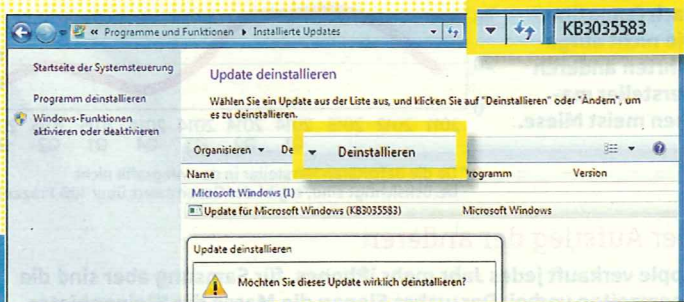 « Programme und Funktionen ▸ Installierte Updates
KB3035583
Startseite der Systemsteuerung
Programm deinstallieren
Windows-Funktionen
aktivieren oder deaktivieren
Update deinstallieren
Wählen Sie ein Update aus der Liste aus, und klicken Sie auf "Deinstallieren" oder "Ändern", um
es zu deinstallieren.
Organisieren De Deinstallieren
Name Programm Version
Microsoft Windows (1)
Update für Microsoft Windows (KB3035583) Microsoft Windows
Update deinstallieren
Möchten Sie dieses Update wirklich deinstallieren?